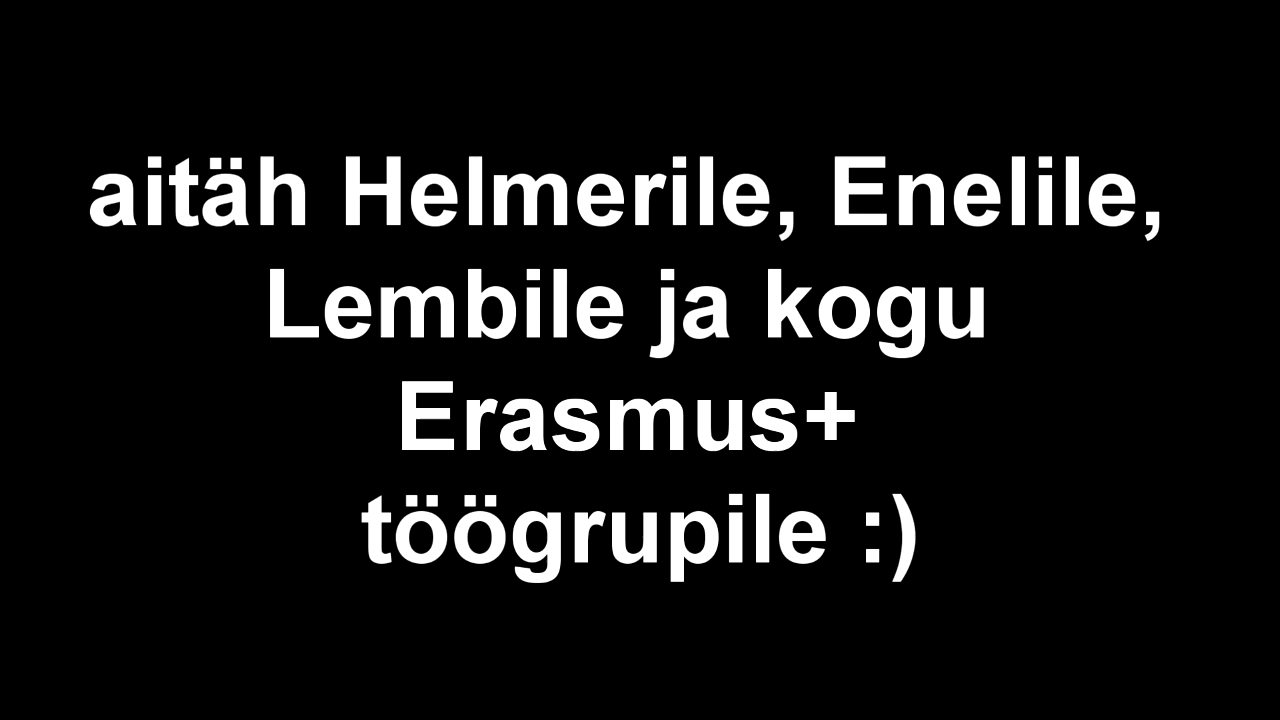 aitäh Helmerile, Enelile,
Lembile ja kogu
Erasmus+
töögrupile :)